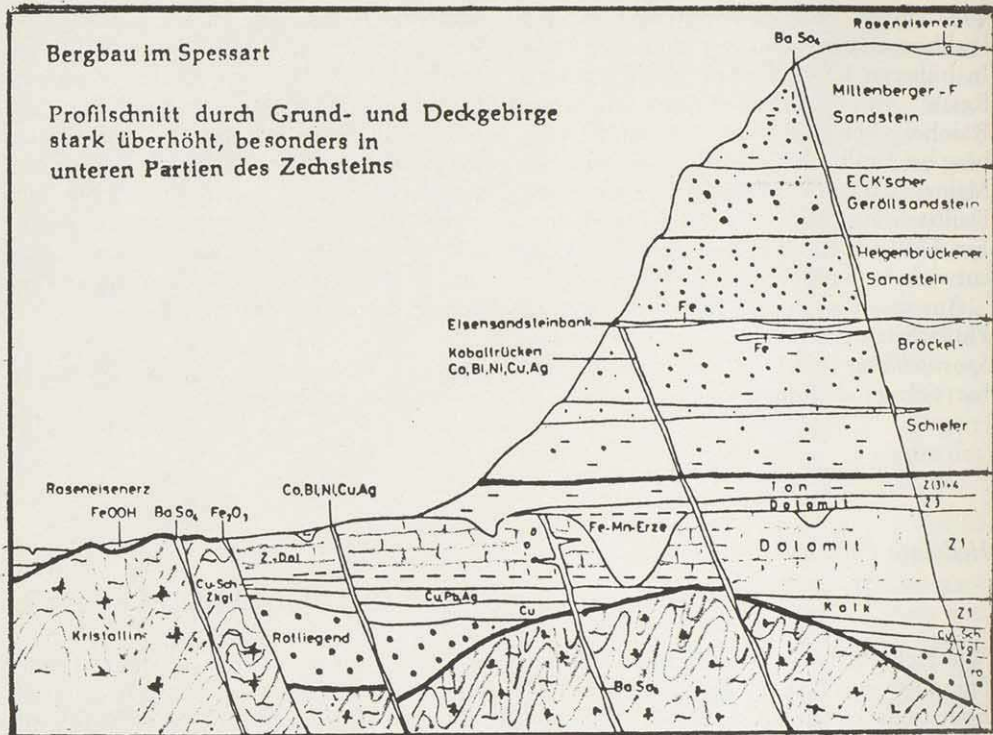 Bergbau im Spessart
Profilschnitt durch Grund- und Deckgebirge
stark überhöht, besonders in
unteren Partien des Zechsteins
Raseneisenerz
Ba So₄
Miltenberger-F
Sandstein
ECK'scher
Geröllsandstein
Heigenbrückener
Sandstein
Fe
Eisensandsteinbank
Fe
Bröckel-
Kobaltrücken
Co,Bi,Ni,Cu,Ag
Schiefer
Ton
Z(3)+4
Dolomit
Z3
Raseneisenerz
Co,Bi,Ni,Cu,Ag
FeOOH
BaSo₄
Fe₂O₃
Fe-Mn-Erze
Dolomit
Z1
Z.-Dol
Cu-Sch
Zkgl
Cu,Pb,Ag
Cu
Kalk
Z1
Cu-Sch
Zkgl
Kristallin
Rotliegend
BaSo₄